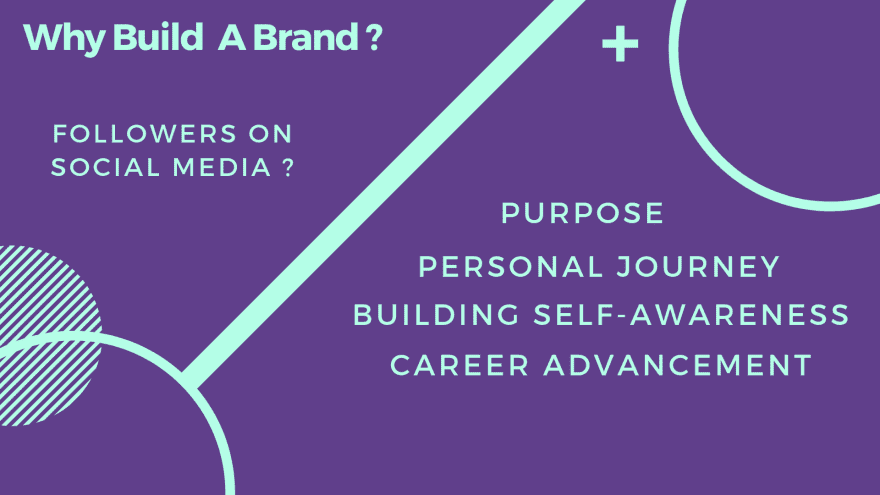 Why Build A Brand ?
FOLLOWERS ON
SOCIAL MEDIA ?
+
PURPOSE
PERSONAL JOURNEY
BUILDING SELF-AWARENESS
CAREER ADVANCEMENT